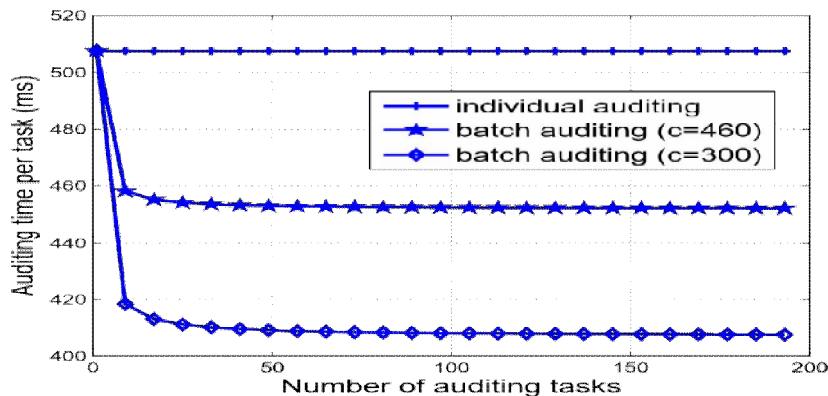 520
500
480
460
440
420
400
Auditing time per task (ms)
individual auditing
batch auditing (c=460)
batch auditing (c=300)
0
50
100
150
200
Number of auditing tasks